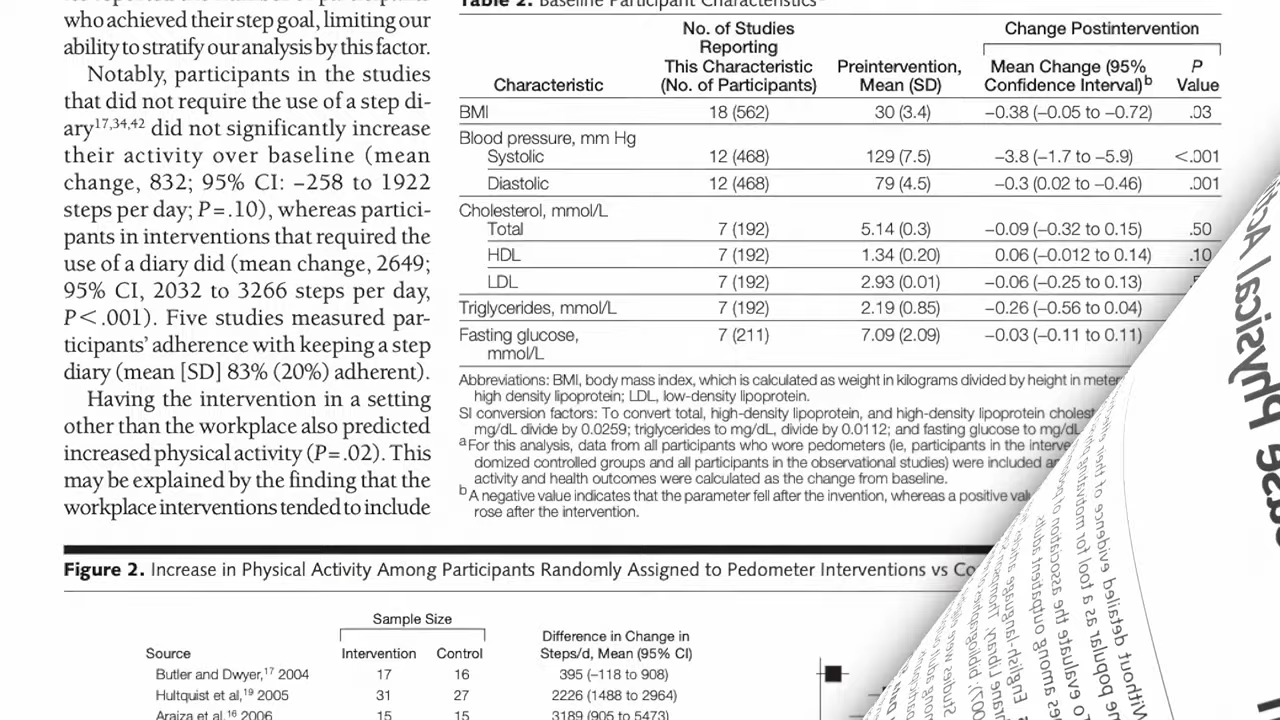 who achieved their step goal, limiting our
ability to stratify our analysis by this factor.
Notably, participants in the studies
that did not require the use of a step di-
ary17,34,42 did not significantly increase
their activity over baseline (mean
change, 832; 95% CI: −258 to 1922
steps per day; P=.10), whereas partici-
pants in interventions that required the
use of a diary did (mean change, 2649;
95% CI, 2032 to 3266 steps per day,
P<.001). Five studies measured par-
ticipants' adherence with keeping a step
diary (mean [SD] 83% (20%) adherent).
Having the intervention in a setting
other than the workplace also predicted
increased physical activity (P=.02). This
may be explained by the finding that the
workplace interventions tended to include
Table 2. Baseline Participant Characteristics
No. of Studies
Reporting
This Characteristic
(No. of Participants)
Change Postintervention
Characteristic
Preintervention,
Mean (SD)
Mean Change (95%
Confidence Interval)b
P
Value
BMI 18 (562) 30 (3.4) −0.38 (−0.05 to −0.72) .03
Blood pressure, mm Hg
Systolic 12 (468) 129 (7.5) −3.8 (−1.7 to −5.9) <.001
Diastolic 12 (468) 79 (4.5) −0.3 (0.02 to −0.46) .001
Cholesterol, mmol/L
Total 7 (192) 5.14 (0.3) −0.09 (−0.32 to 0.15) .50
HDL 7 (192) 1.34 (0.20) 0.06 (−0.012 to 0.14) .10
LDL 7 (192) 2.93 (0.01) −0.06 (−0.25 to 0.13)
Triglycerides, mmol/L 7 (192) 2.19 (0.85) −0.26 (−0.56 to 0.04)
Fasting glucose, 7 (211) 7.09 (2.09) −0.03 (−0.11 to 0.11)
mmol/L
Abbreviations: BMI, body mass index, which is calculated as weight in kilograms divided by height in
high density lipoprotein; LDL, low-density lipoprotein.
SI conversion factors: To convert total, high-density lipoprotein, and high-density lipoprotein
mg/dL divide by 0.0259; triglycerides to mg/dL, divide by 0.0112; and fasting glucose to mg/dL
a For this analysis, data from all participants who wore pedometers (ie, participants in the
domized controlled groups and all participants in the observational studies) were included
activity and health outcomes were calculated as the change from baseline.
b A negative value indicates that the parameter fell after the invention, whereas a positive
rose after the intervention.
Figure 2. Increase in Physical Activity Among Participants Randomly Assigned to Pedometer Interventions vs
Sample Size
Source Intervention Control
Difference in Change in
Steps/d, Mean (95% CI)
Butler and Dwyer,17 2004 17 16 395 (−118 to 908)
Hultquist et al,19 2005 31 27 2226 (1488 to 2964)
Araiza et al,16 2006 15 15 3189 (905 to 5473)
Physical